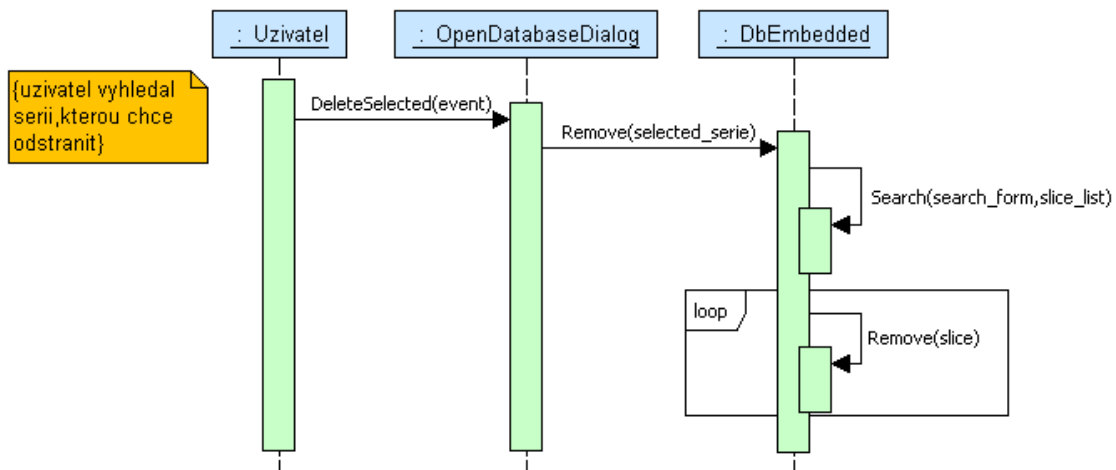 : Uzivatel
: OpenDatabaseDialog
: DbEmbedded
{uzivatel vyhledal
serii,kterou chce
odstranit}
DeleteSelected(event)
Remove(selected_serie)
Search(search_form,slice_list)
loop
Remove(slice)